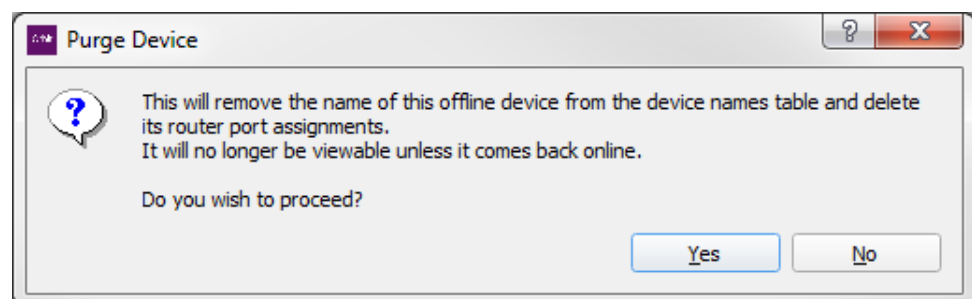 Purge Device
This will remove the name of this offline device from the device names table and delete
its router port assignments.
It will no longer be viewable unless it comes back online.
Do you wish to proceed?
Yes
No